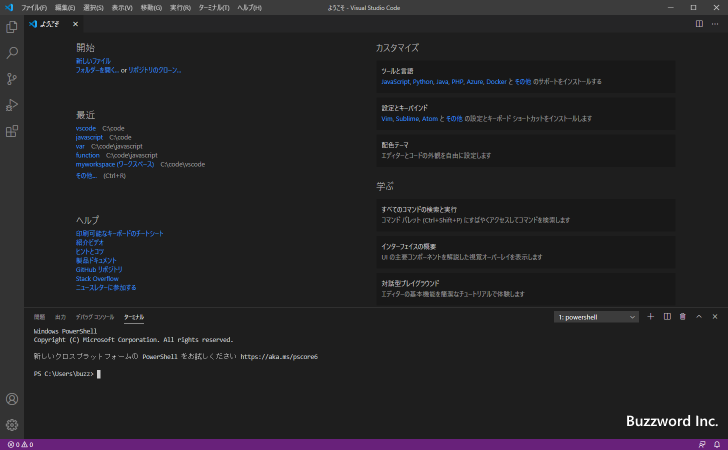 ファイル(F) 編集(E) 選択(S) 表示(V) 移動(G) 実行(R) ターミナル(T) ヘルプ(H) ようこそ - Visual Studio Code
ようこそ
開始
新しいファイル
フォルダーを開く... or リポジトリのクローン...
最近
vscode C:\code
javascript C:\code
var C:\code\javascript
function C:\code\javascript
myworkspace (ワークスペース) C:\code\vscode
その他... (Ctrl+R)
ヘルプ
印刷可能なキーボードのチートシート
紹介ビデオ
ヒントとコツ
製品ドキュメント
GitHub リポジトリ
Stack Overflow
ニュースレターに参加する
カスタマイズ
ツールと言語
JavaScript, Python, Java, PHP, Azure, Docker と その他 のサポートをインストールする
設定とキーバインド
Vim, Sublime, Atom と その他 の設定とキーボード ショートカットをインストールします
配色テーマ
エディターとコードの外観を自由に設定します
学ぶ
すべてのコマンドの検索と実行
コマンド パレット (Ctrl+Shift+P) にすばやくアクセスしてコマンドを検索します
インターフェイスの概要
UI の主要コンポーネントを解説した視覚オーバーレイを表示します
対話型プレイグラウンド
エディターの基本機能を簡潔なチュートリアルで体験します
問題 出力 デバッグ コンソール ターミナル 1: powershell
Windows PowerShell
Copyright (C) Microsoft Corporation. All rights reserved.
新しいクロスプラットフォームの PowerShell をお試しください https://aka.ms/pscore6
PS C:\Users\buzz>
Buzzword Inc.
0 0